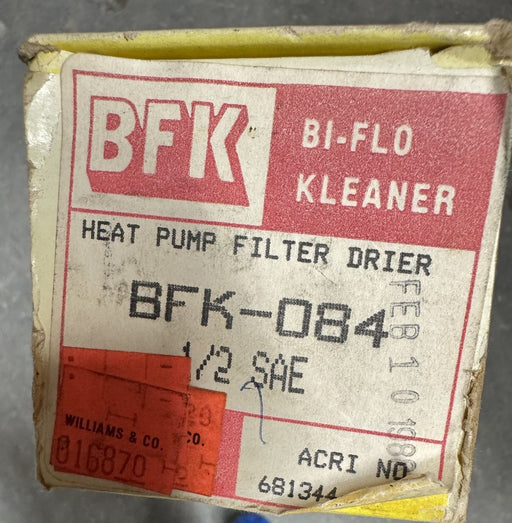 BFK
BI-FLO
KLEANER
HEAT PUMP FILTER DRIER
BFK-084
1/2 SAE
FEB 10
WILLIAMS & CO. CO.
016870
ACRI NO
681344